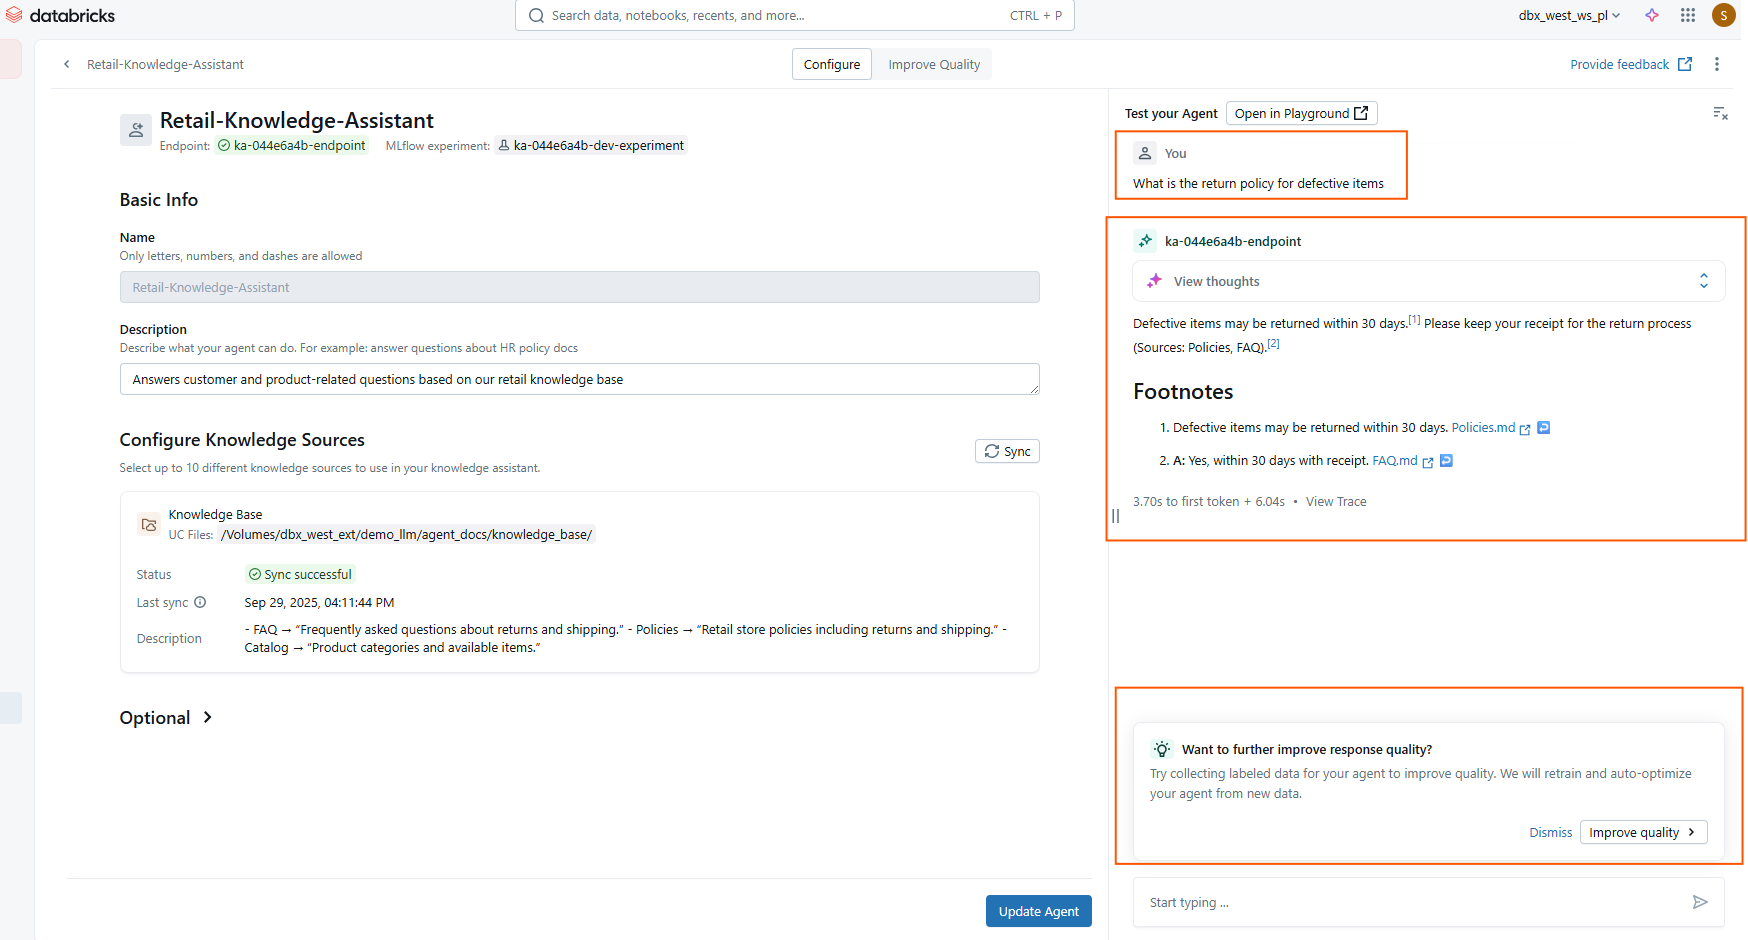 databricks
Search data, notebooks, recents, and more...
CTRL + P
dbx_west_ws_pl
S
Retail-Knowledge-Assistant
Configure
Improve Quality
Provide feedback
Retail-Knowledge-Assistant
Endpoint: ka-044e6a4b-endpoint MLflow experiment: ka-044e6a4b-dev-experiment
Basic Info
Name
Only letters, numbers, and dashes are allowed
Retail-Knowledge-Assistant
Description
Describe what your agent can do. For example: answer questions about HR policy docs
Answers customer and product-related questions based on our retail knowledge base
Configure Knowledge Sources
Select up to 10 different knowledge sources to use in your knowledge assistant.
Sync
Knowledge Base
UC Files: /Volumes/dbx_west_ext/demo_llm/agent_docs/knowledge_base/
Status Sync successful
Last sync Sep 29, 2025, 04:11:44 PM
Description - FAQ → “Frequently asked questions about returns and shipping.” - Policies → “Retail store policies including returns and shipping.” -
Catalog → “Product categories and available items.”
Optional
Update Agent
Test your Agent
Open in Playground
You
What is the return policy for defective items
ka-044e6a4b-endpoint
View thoughts
Defective items may be returned within 30 days.[1] Please keep your receipt for the return process
(Sources: Policies, FAQ).[2]
Footnotes
1. Defective items may be returned within 30 days. Policies.md
2. A: Yes, within 30 days with receipt. FAQ.md
3.70s to first token + 6.04s • View Trace
Want to further improve response quality?
Try collecting labeled data for your agent to improve quality. We will retrain and auto-optimize
your agent from new data.
Dismiss
Improve quality
Start typing ...